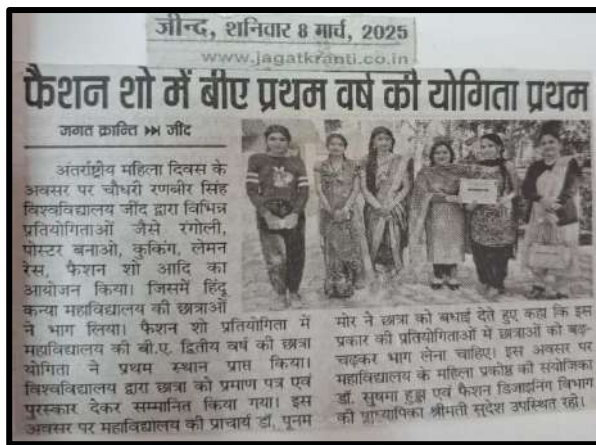 जीन्द, शनिवार 8 मार्च, 2025
www.jagatkranti.co.in
फैशन शो में बीए प्रथम वर्ष की योगिता प्रथम
जगत क्रान्ति ▸▸ जींद
अंतर्राष्ट्रीय महिला दिवस के
अवसर पर चौधरी रणबीर सिंह
विश्वविद्यालय जींद द्वारा विभिन्न
प्रतियोगिताओं जैसे रंगोली,
पोस्टर बनाओ, कुकिंग, लेमन
रेस, फैशन शो आदि का
आयोजन किया। जिसमें हिंदू
कन्या महाविद्यालय की छात्राओं
ने भाग लिया। फैशन शो प्रतियोगिता में
महाविद्यालय की बी.ए. द्वितीय वर्ष की छात्रा
योगिता ने प्रथम स्थान प्राप्त किया।
विश्वविद्यालय द्वारा छात्रा को प्रमाण पत्र एवं
पुरस्कार देकर सम्मानित किया गया। इस
अवसर पर महाविद्यालय की प्राचार्य डॉ. पूनम
मोर ने छात्रा को बधाई देते हुए कहा कि इस
प्रकार की प्रतियोगिताओं में छात्राओं को बढ़-
चढ़कर भाग लेना चाहिए। इस अवसर पर
महाविद्यालय के महिला प्रकोष्ठ की संयोजिका
डॉ. सुषमा हुड्डा एवं फैशन डिजाइनिंग विभाग
की प्राध्यापिका श्रीमती सुदेश उपस्थित रही।